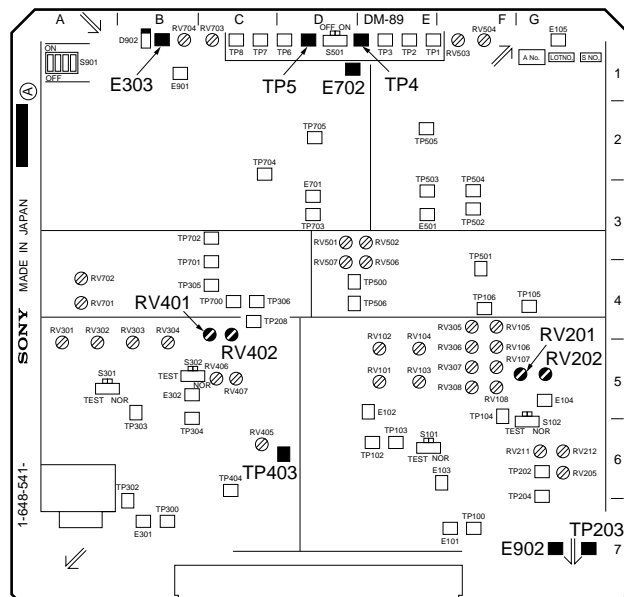 A B C D DM-89 E F G
OFF ON
D902 RV704 RV703 TP8 TP7 TP6 S501 TP3 TP2 TP1 RV503 RV504 E105
ON
S901
OFF
E303 TP5 TP4
E901 E702
A No. LOTNO. S NO.
1
A
TP705 TP505
2
TP704
E701 TP503 TP504
TP703 E501 TP502
3
TP702 RV501 RV502
TP701 RV507 RV506 TP501
RV702 TP305 TP500
RV701 TP700 TP306 TP506 TP106 TP105
4
RV401 TP208
RV301 RV302 RV303 RV304 RV402
RV102 RV104 RV305 RV105
RV306 RV106
RV201
RV107 RV202
S301 S302 RV406
TEST NOR
RV407
RV101 RV103 RV307
RV308
5
TEST NOR E302
TP303 TP304
E102 RV108 E104
TP104 S102
TEST NOR
RV405 TP403
TP102 TP103 S101
TEST NOR
RV211 RV212
TP202 RV205
6
TP404 E103
TP302 TP204
E301 TP300
E101 TP100
E902 TP203
7
SONY MADE IN JAPAN
1-648-541-